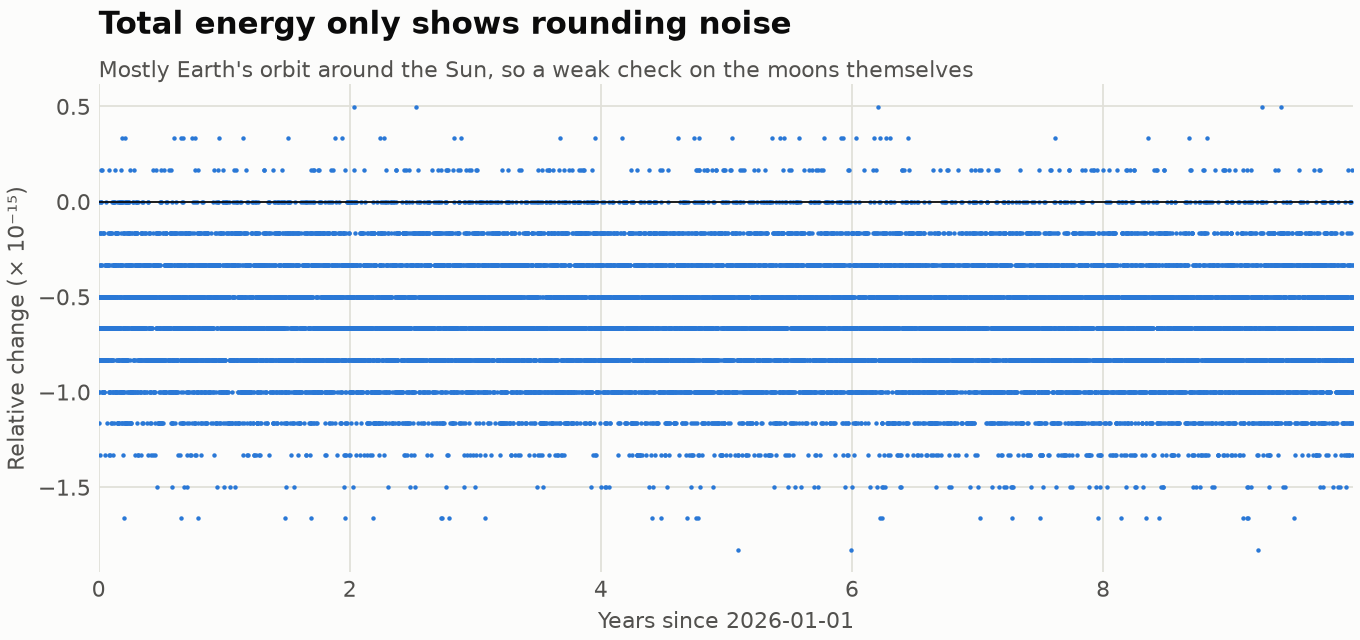 Total energy only shows rounding noise
Mostly Earth's orbit around the Sun, so a weak check on the moons themselves
Relative change (× 10⁻¹⁵)
0.5
0.0
−0.5
−1.0
−1.5
0 2 4 6 8
Years since 2026-01-01